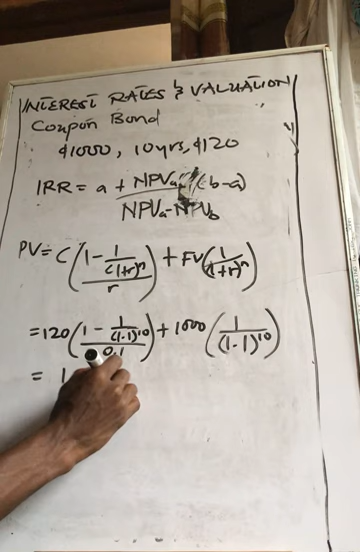 INTEREST RATES & VALUATION
Coupon Bond
$1000, 10yrs, $120
IRR = a + NPVa (b-a)
NPVa - NPVb
PV = C (1 - 1/(1+r)^n / r) + FV (1/(1+r)^n)
= 120 (1 - 1/(1.1)^10 / 0.1) + 1000 (1/(1.1)^10)
= 1